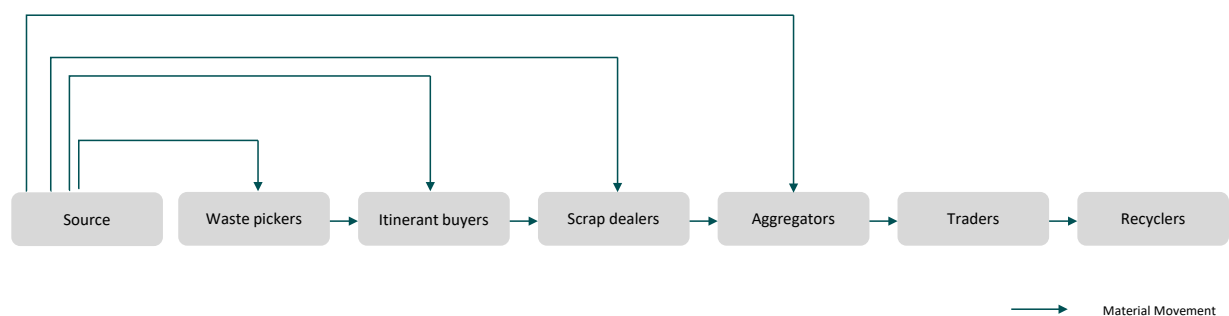 Source
Waste pickers
Itinerant buyers
Scrap dealers
Aggregators
Traders
Recyclers
Material Movement